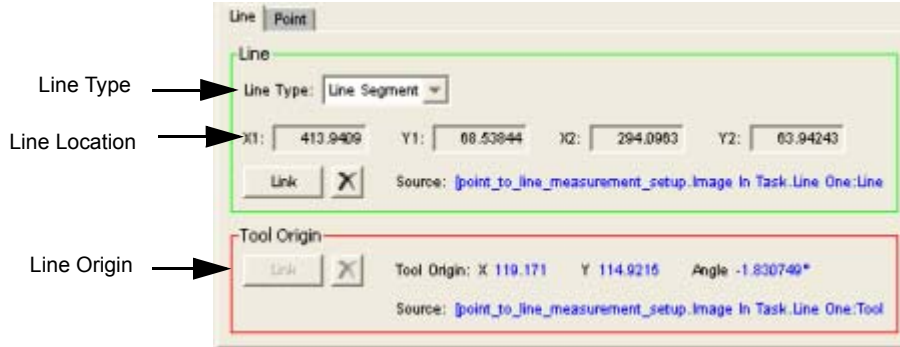 Line Point
Line
Line Type
Line Type: Line Segment
Line Location
X1: 413.9409 Y1: 68.53844 X2: 294.0963 Y2: 63.94243
Link X Source: [point_to_line_measurement_setup.Image In Task.Line One:Line
Tool Origin
Line Origin
Link X Tool Origin: X 119.171 Y 114.9216 Angle -1.830749°
Source: [point_to_line_measurement_setup.Image In Task.Line One:Tool